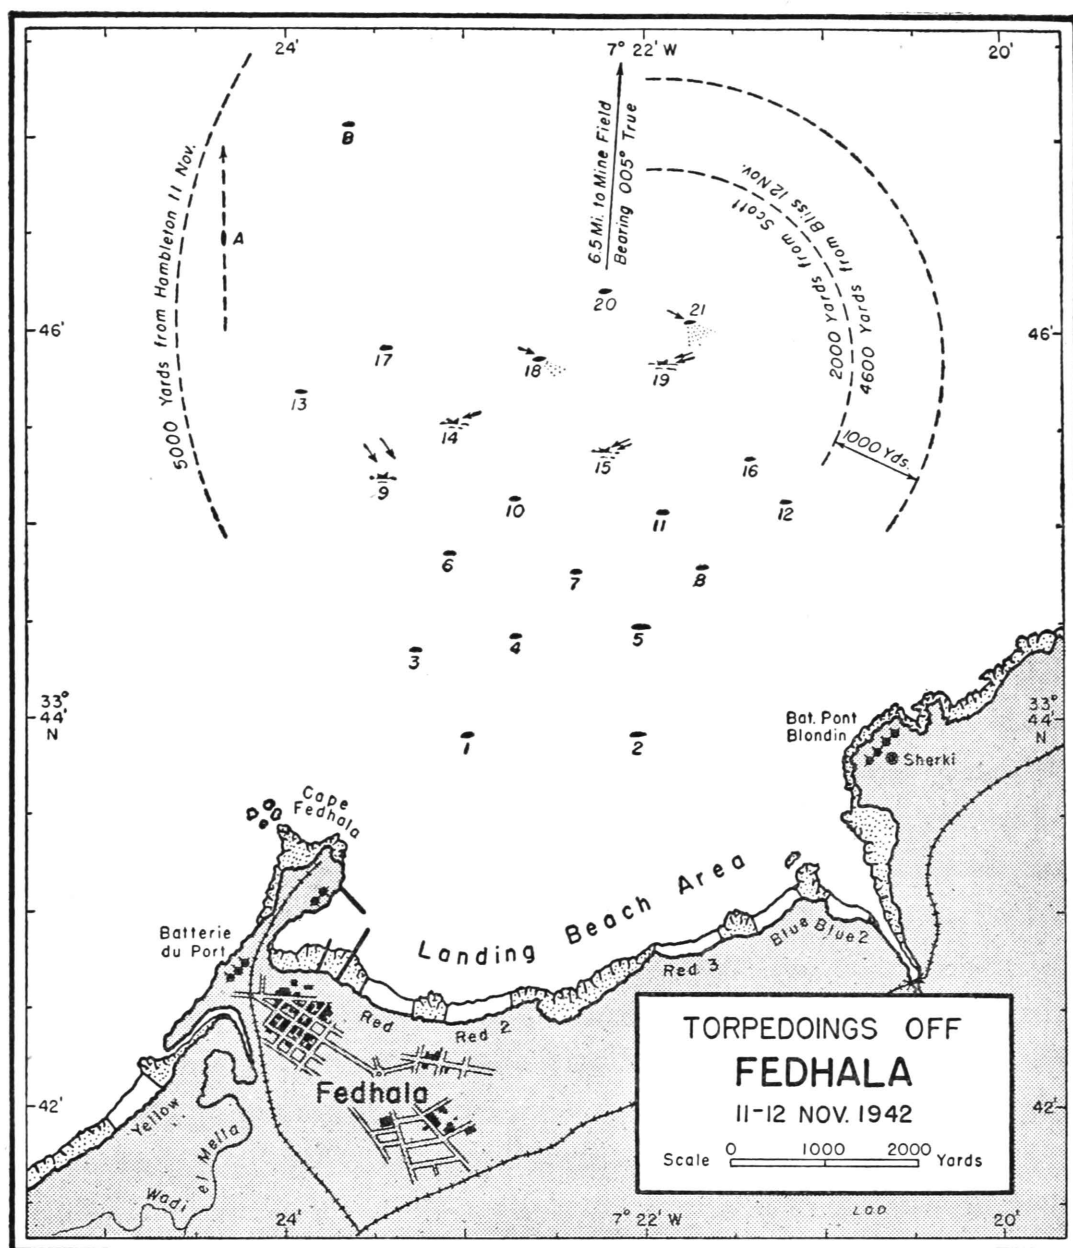 24'
7° 22' W
20'
B
5000 Yards from Hambleton 11 Nov.
A
6.5 Mi. to Mine Field
Bearing 005° True
4600 Yards from Bliss 12 Nov.
2000 Yards from Scott
1000 Yds.
46'
46'
20
21
17
18
19
13
14
15
16
9
10
11
12
6
7
8
3
4
5
33°
44'
N
33°
44'
N
1
2
Bat. Pont
Blondin
Sherki
Cape
Fedhala
Batterie
du Port
Landing Beach Area
Red
Red 2
Red 3
Blue
Blue 2
Yellow
Fedhala
Wadi
el Mella
42'
42'
TORPEDOINGS OFF
FEDHALA
11-12 NOV. 1942
Scale 0 1000 2000 Yards
L.O.D.
24'
7° 22' W
20'